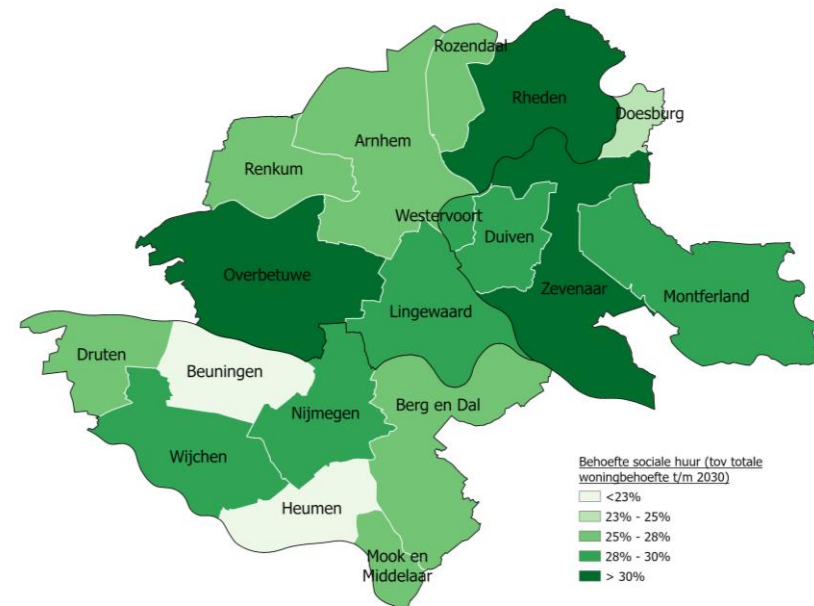 Rozendaal
Rheden
Doesburg
Arnhem
Renkum
Westervoort
Duiven
Overbetuwe
Zevenaar
Montferland
Lingewaard
Druten
Beuningen
Berg en Dal
Nijmegen
Wijchen
Heumen
Mook en
Middelaar
Behoefte sociale huur (tov totale
woningbehoefte t/m 2030)
<23%
23% - 25%
25% - 28%
28% - 30%
> 30%